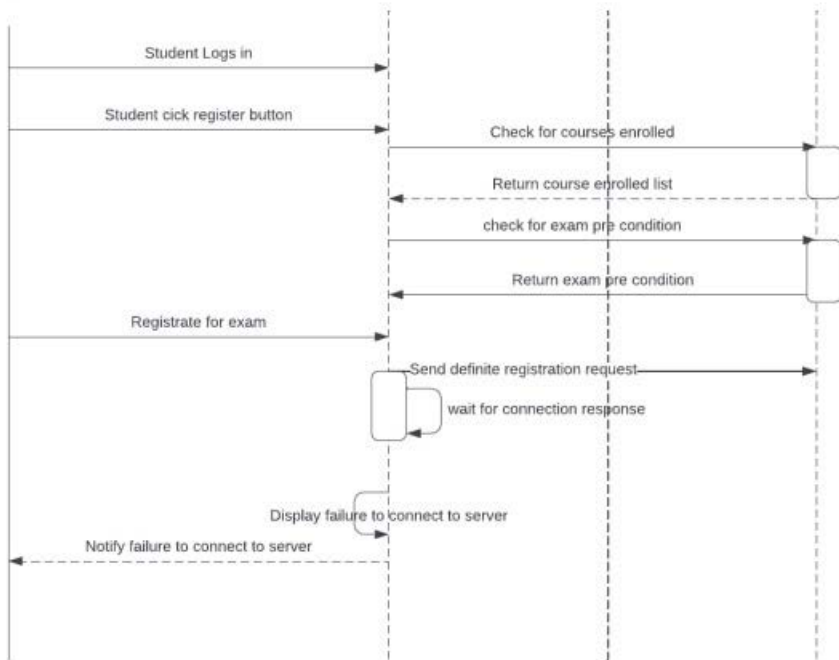 Student Logs in
Student cick register button
Check for courses enrolled
Return course enrolled list
check for exam pre condition
Return exam pre condition
Registrate for exam
Send definite registration request
wait for connection response
Display failure to connect to server
Notify failure to connect to server